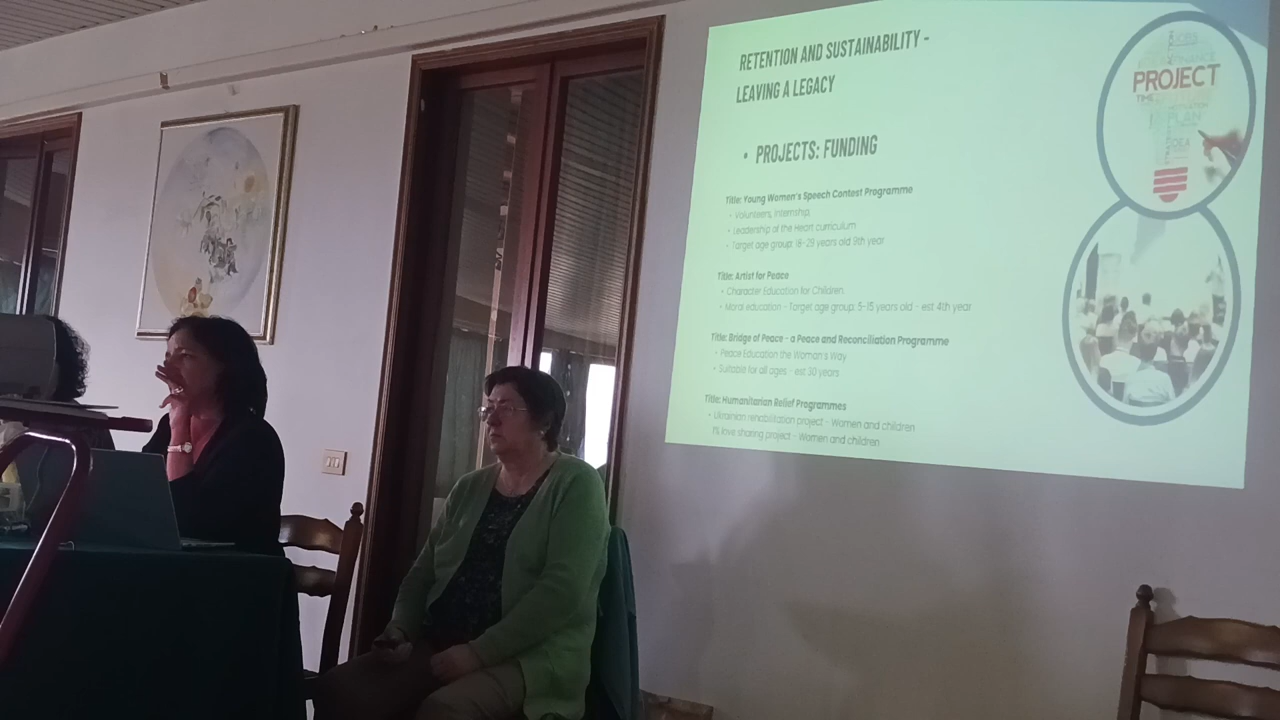 RETENTION AND SUSTAINABILITY -
LEAVING A LEGACY
• PROJECTS: FUNDING
Title: Young Women's Speech Contest Programme
• Volunteers, Internship,
• Leadership of the Heart curriculum
• Target age group: 18-29 years old 9th year
Title: Artist for Peace
• Character Education for Children.
• Moral education - Target age group: 5-15 years old - est 4th year
Title: Bridge of Peace - a Peace and Reconciliation Programme
• Peace Education the Woman's Way
• Suitable for all ages - est 30 years
Title: Humanitarian Relief Programmes
• Ukrainian rehabilitation project - Women and children
1% love sharing project - Women and children
JOBS
PROJECT
TIME
PLAN
IDEA